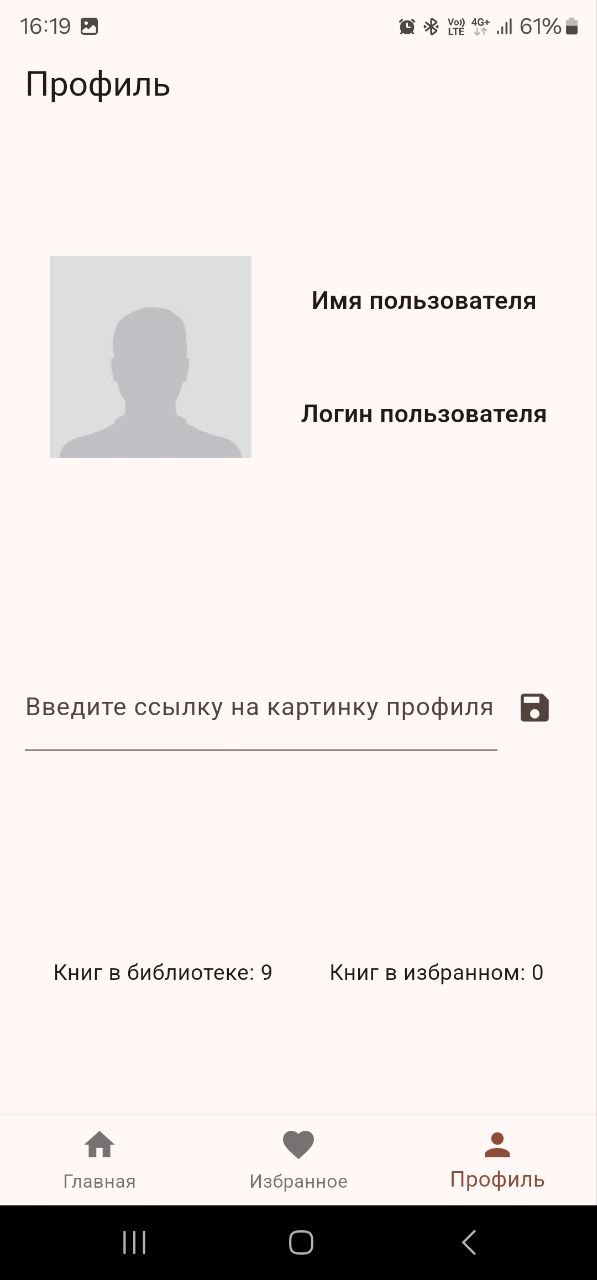 16:19 Vo)) LTE 4G+ 61%
Профиль
Имя пользователя
Логин пользователя
Введите ссылку на картинку профиля
Книг в библиотеке: 9 Книг в избранном: 0
Главная Избранное Профиль